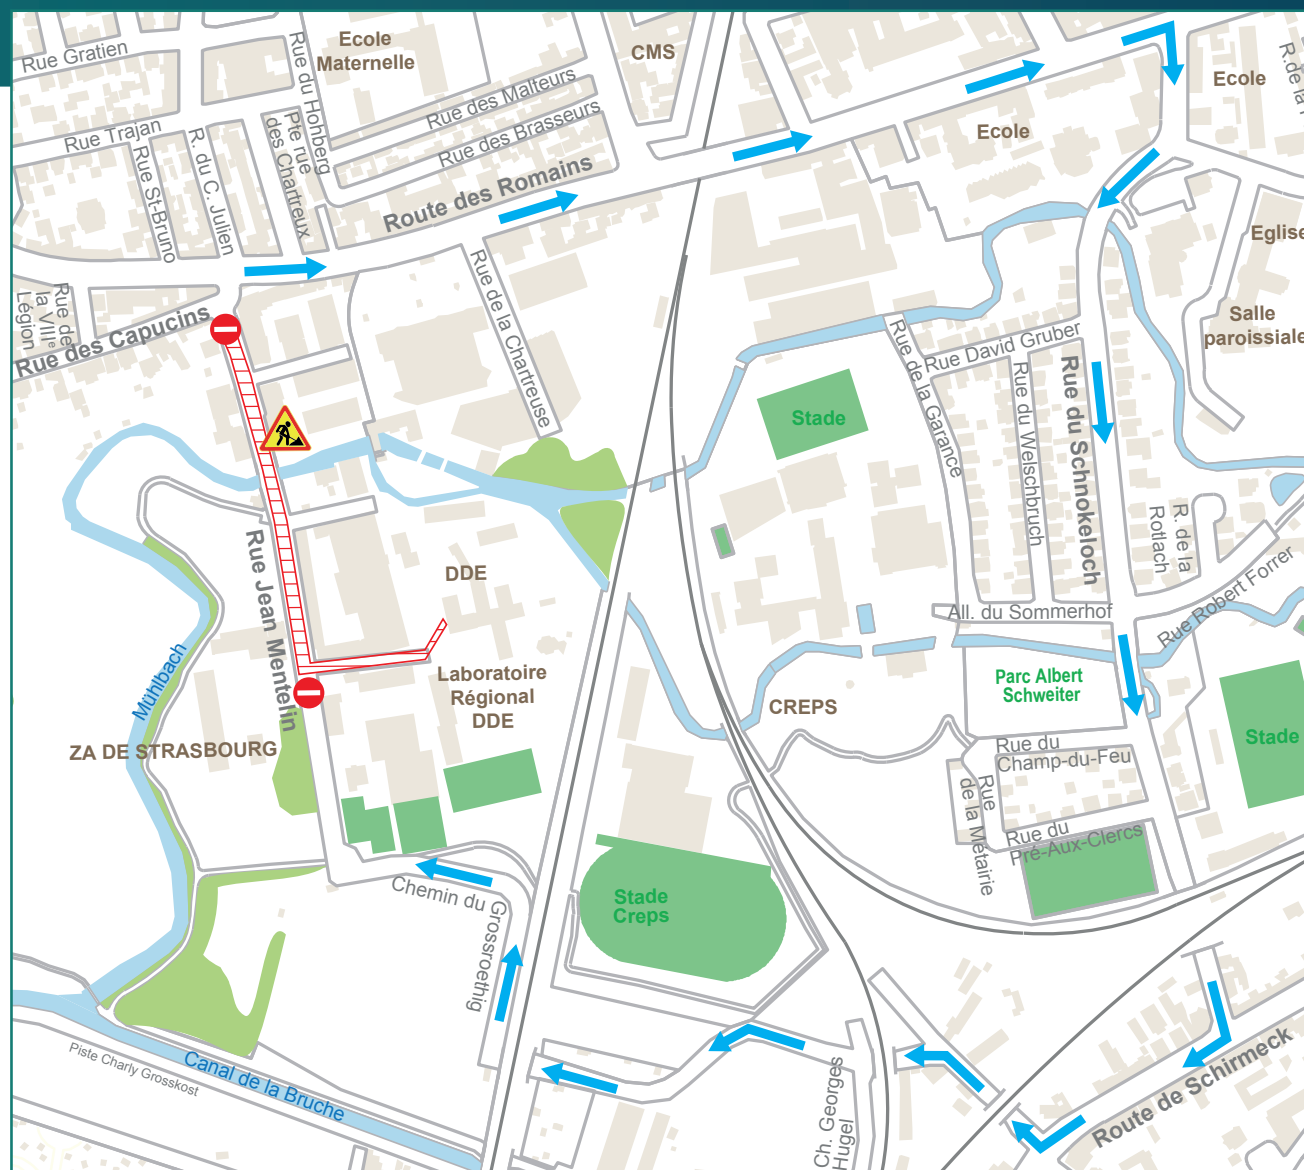 Rue Gratien
Rue du Hohberg
Ecole
Maternelle
CMS
Ecole
R. de la
Rue des Malteurs
Rue des Brasseurs
Rue Trajan
Rue St-Bruno
R. du C. Julien
Pte rue
des Chartreux
Route des Romains
Ecole
Eglise
Rue de
la VIIIe
Légion
Rue des Capucins
Rue de la Chartreuse
Salle
paroissiale
Rue de la Garance
Rue David Gruber
Rue du Welschbruch
Rue du Schnokeloch
Stade
R. de la
Rotlach
Rue Robert Forrer
Rue Jean Mentelin
DDE
All. du Sommerhof
Mühlbach
Laboratoire
Régional
DDE
Parc Albert
Schweiter
CREPS
Stade
ZA DE STRASBOURG
Rue du
Champ-du-Feu
Rue
de la Métairie
Rue du
Pré-Aux-Clercs
Stade
Creps
Chemin du Grossroethig
Piste Charly Grosskost
Canal de la Bruche
Ch. Georges
Hugel
Route de Schirmeck